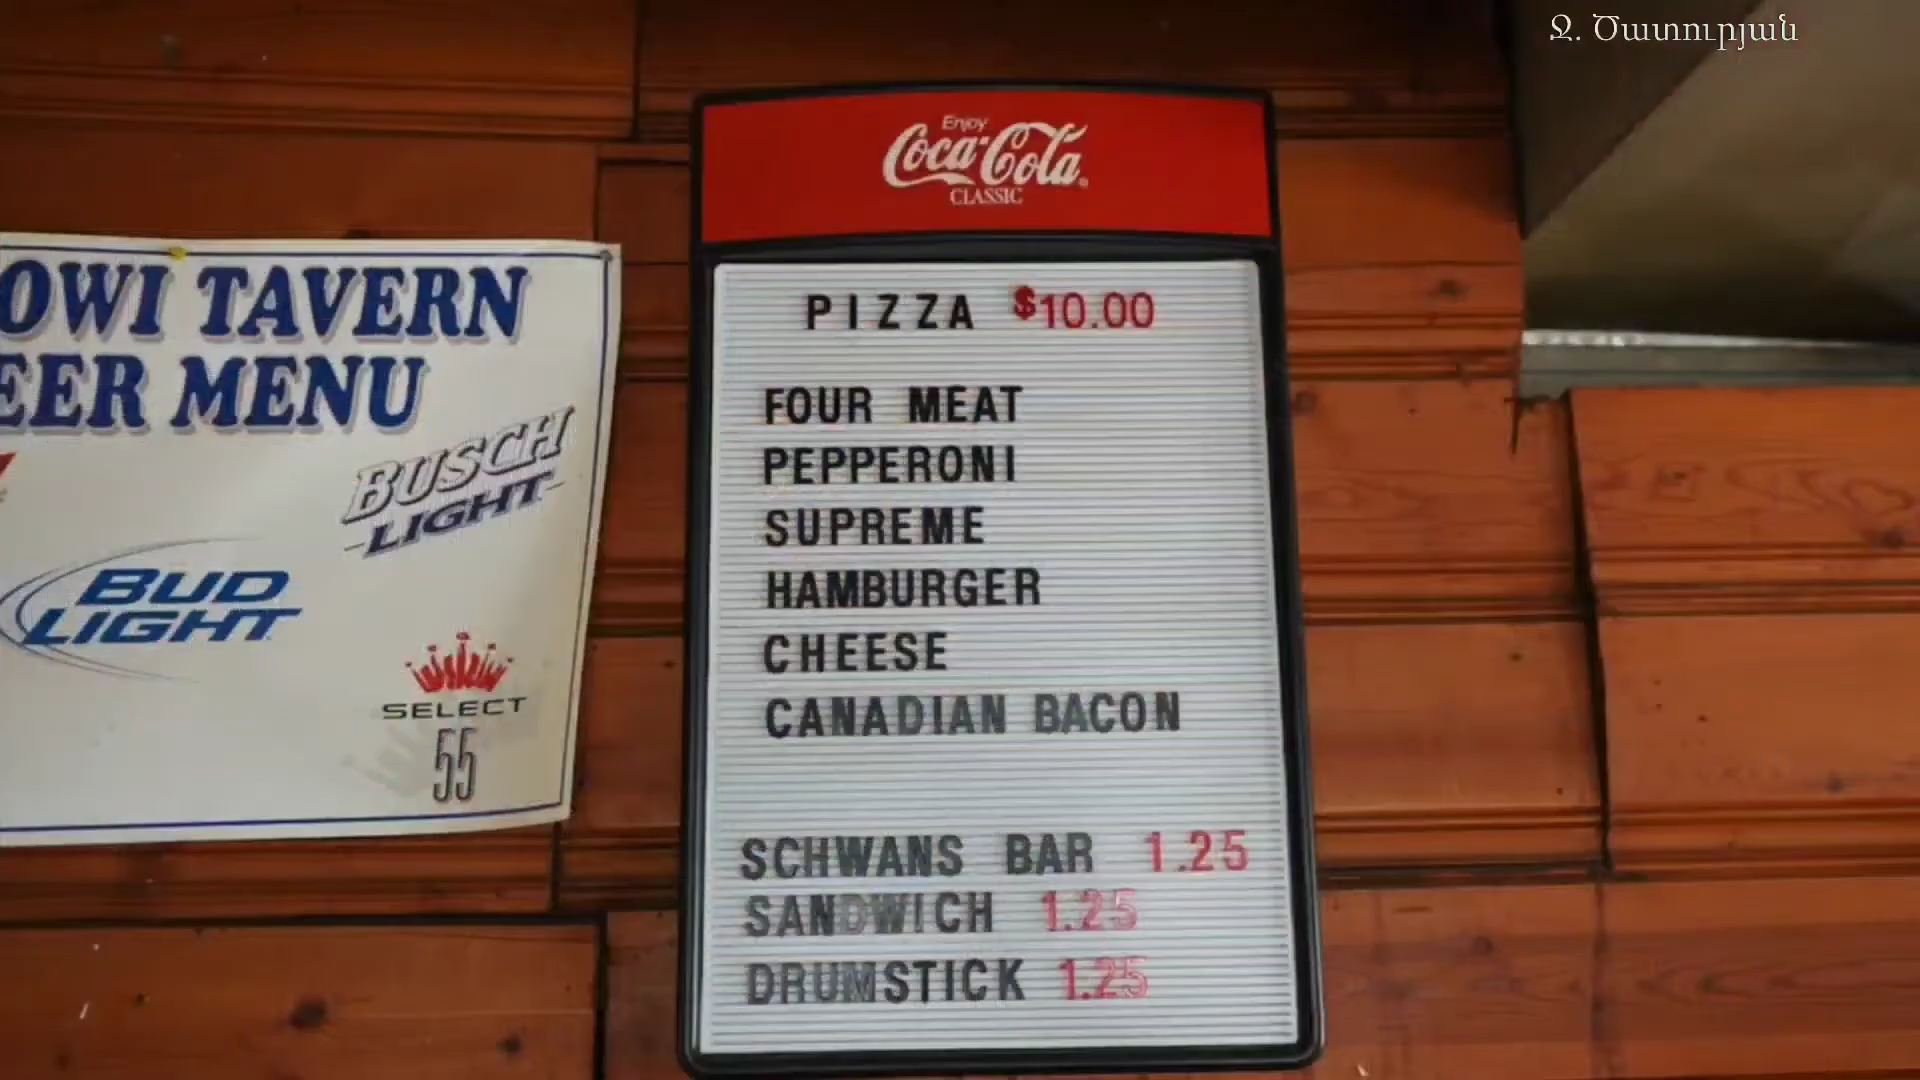 Ջ. Ծատուրյան
Enjoy
Coca-Cola
CLASSIC
PIZZA $10.00
FOUR MEAT
PEPPERONI
SUPREME
HAMBURGER
CHEESE
CANADIAN BACON
SCHWANS BAR 1.25
SANDWICH 1.25
DRUMSTICK 1.25
OWI TAVERN
EER MENU
BUSCH
LIGHT
BUD
LIGHT
SELECT
55